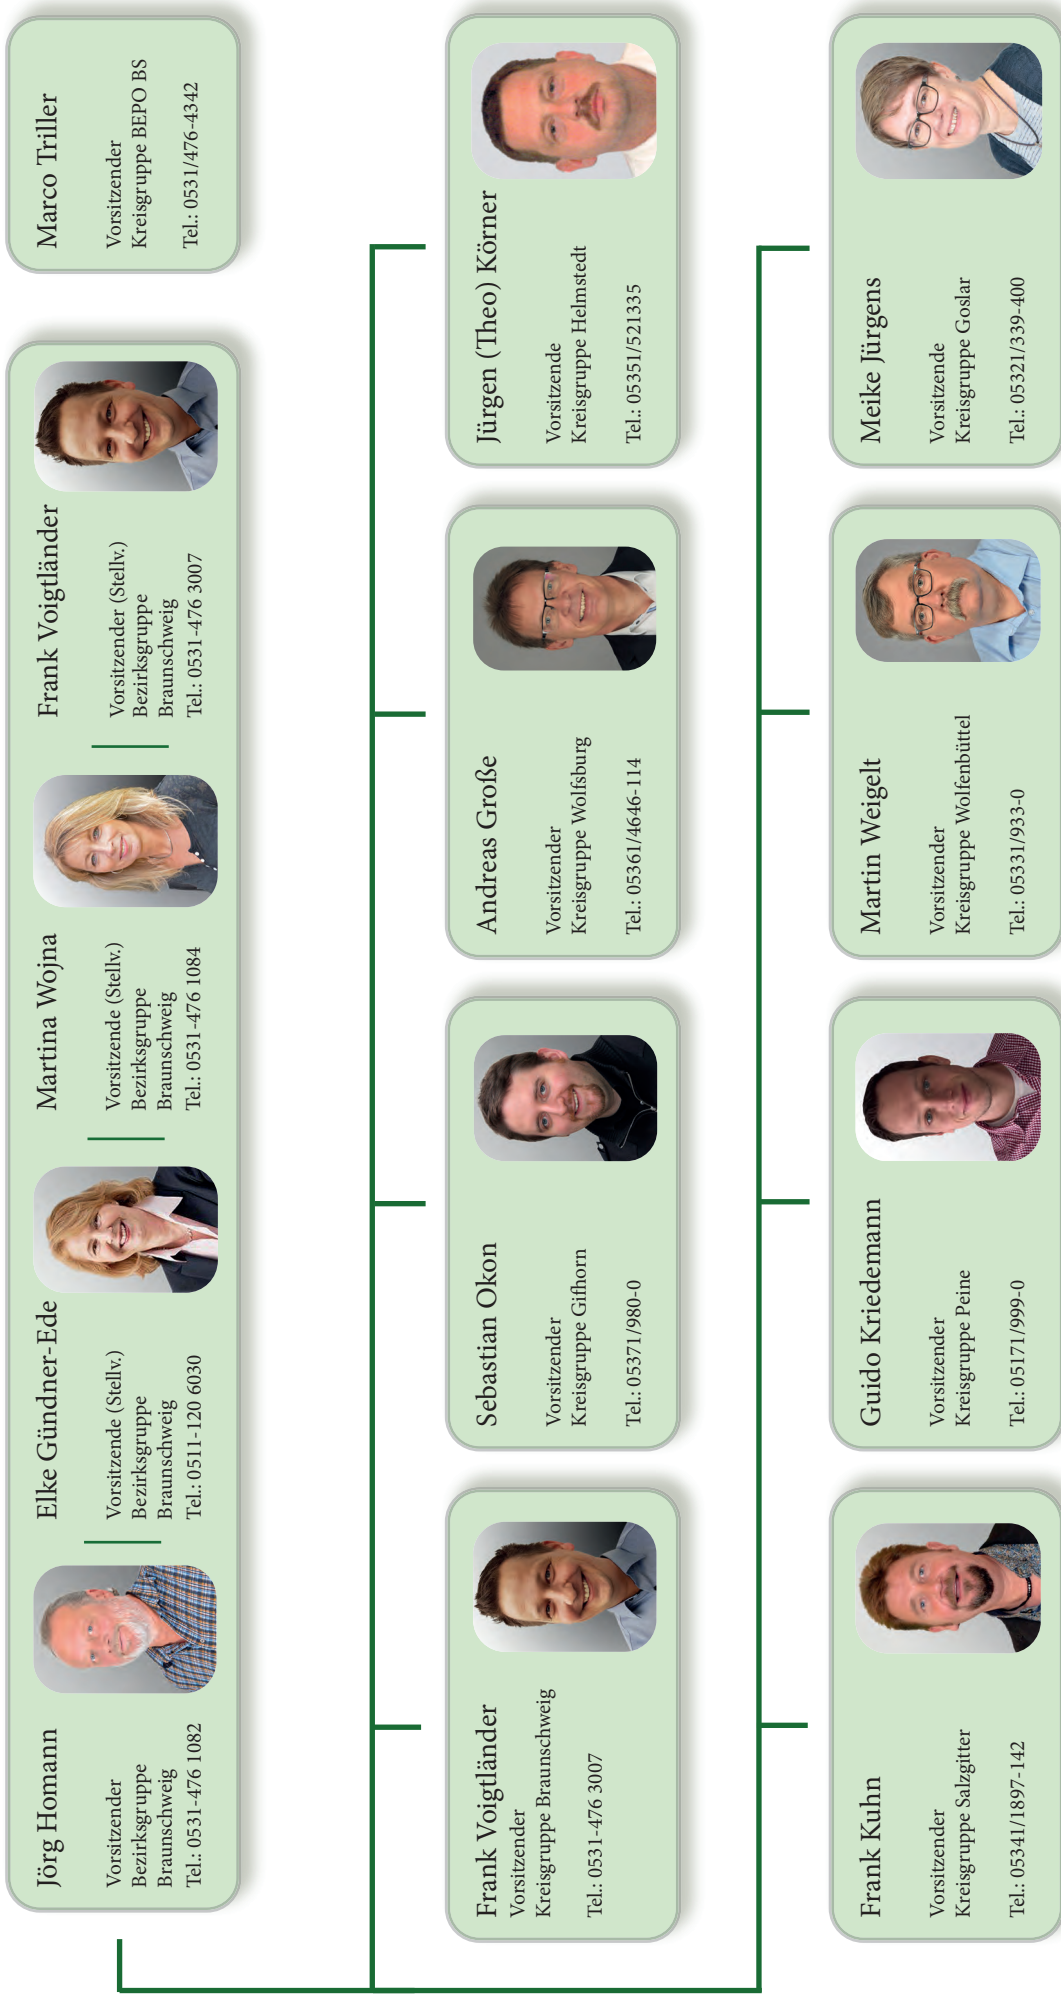 Jörg Homann
Vorsitzender
Bezirksgruppe
Braunschweig
Tel.: 0531-476 1082
Elke Gündner-Ede
Vorsitzende (Stellv.)
Bezirksgruppe
Braunschweig
Tel.: 0511-120 6030
Martina Wojna
Vorsitzende (Stellv.)
Bezirksgruppe
Braunschweig
Tel.: 0531-476 1084
Frank Voigtländer
Vorsitzender (Stellv.)
Bezirksgruppe
Braunschweig
Tel.: 0531-476 3007
Marco Triller
Vorsitzender
Kreisgruppe BEPO BS
Tel.: 0531/476-4342
Frank Voigtländer
Vorsitzender
Kreisgruppe Braunschweig
Tel.: 0531-476 3007
Sebastian Okon
Vorsitzender
Kreisgruppe Gifhorn
Tel.: 05371/980-0
Andreas Große
Vorsitzender
Kreisgruppe Wolfsburg
Tel.: 05361/4646-114
Jürgen (Theo) Körner
Vorsitzende
Kreisgruppe Helmstedt
Tel.: 05351/521335
Frank Kuhn
Vorsitzender
Kreisgruppe Salzgitter
Tel.: 05341/1897-142
Guido Kriedemann
Vorsitzender
Kreisgruppe Peine
Tel.: 05171/999-0
Martin Weigelt
Vorsitzender
Kreisgruppe Wolfenbüttel
Tel.: 05331/933-0
Meike Jürgens
Vorsitzende
Kreisgruppe Goslar
Tel.: 05321/339-400